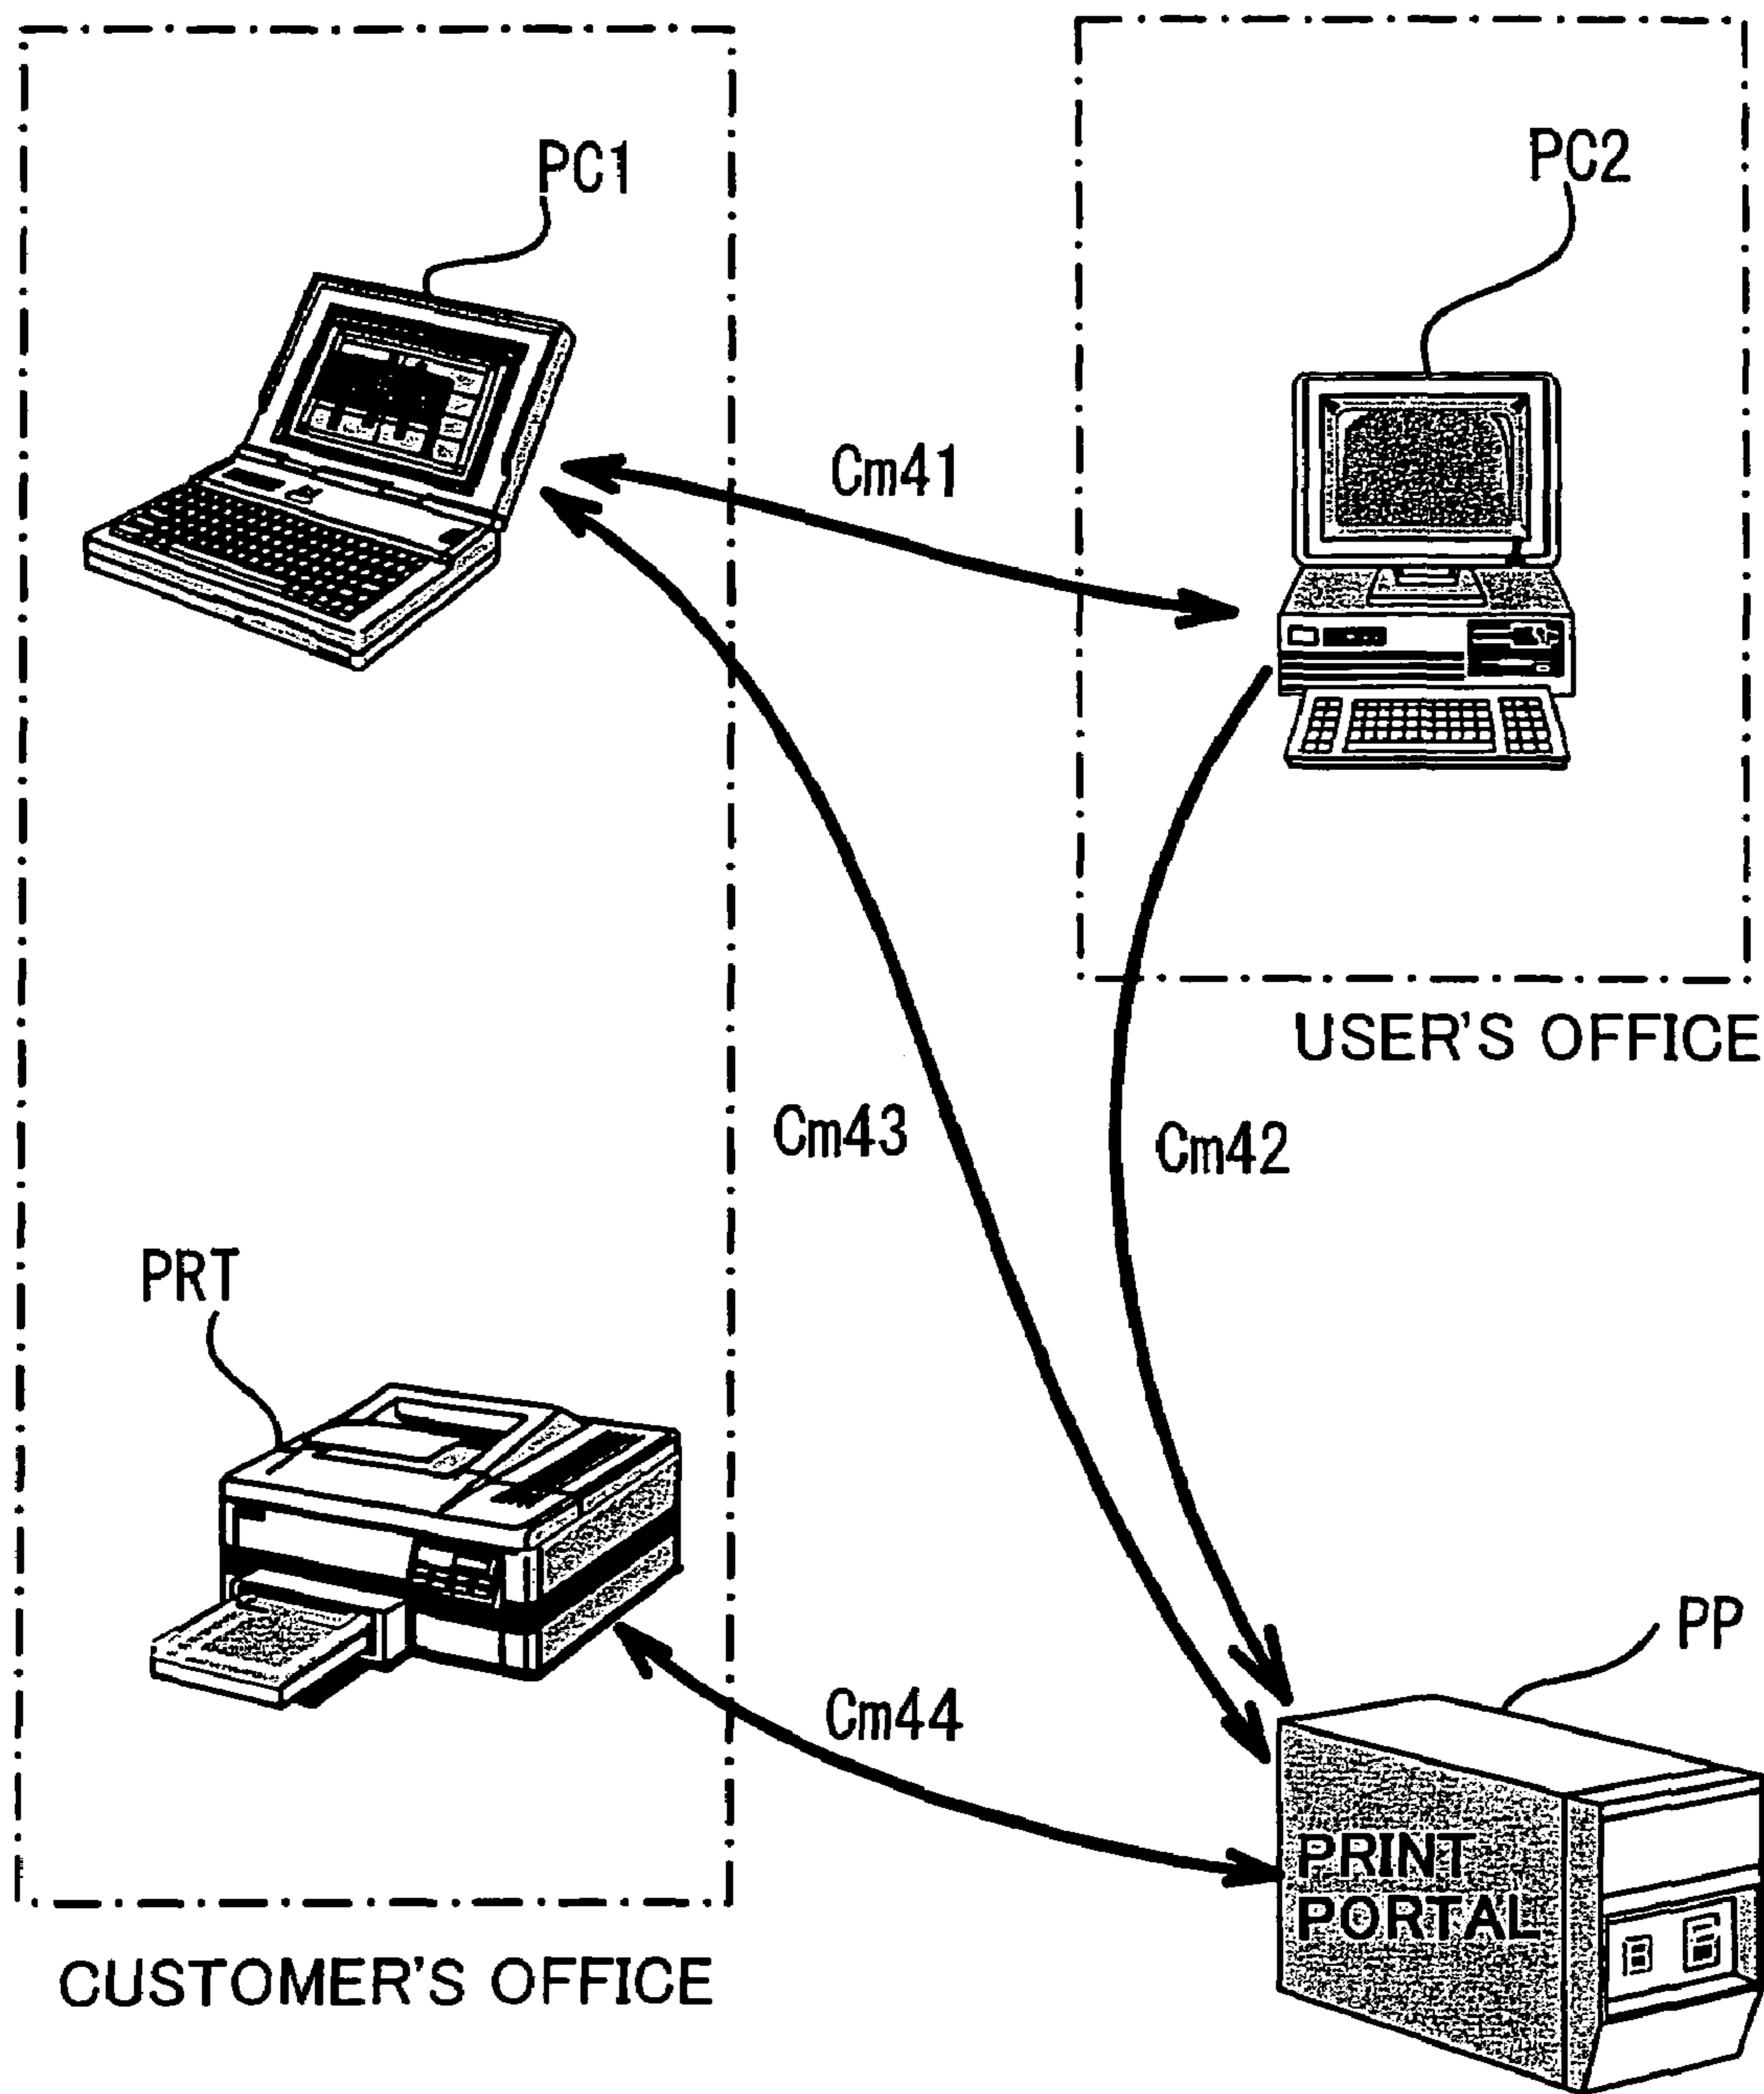 PC1
PC2
Cm41
USER'S OFFICE
Cm43
Cm42
PRT
PP
Cm44
PRINT
PORTAL
CUSTOMER'S OFFICE